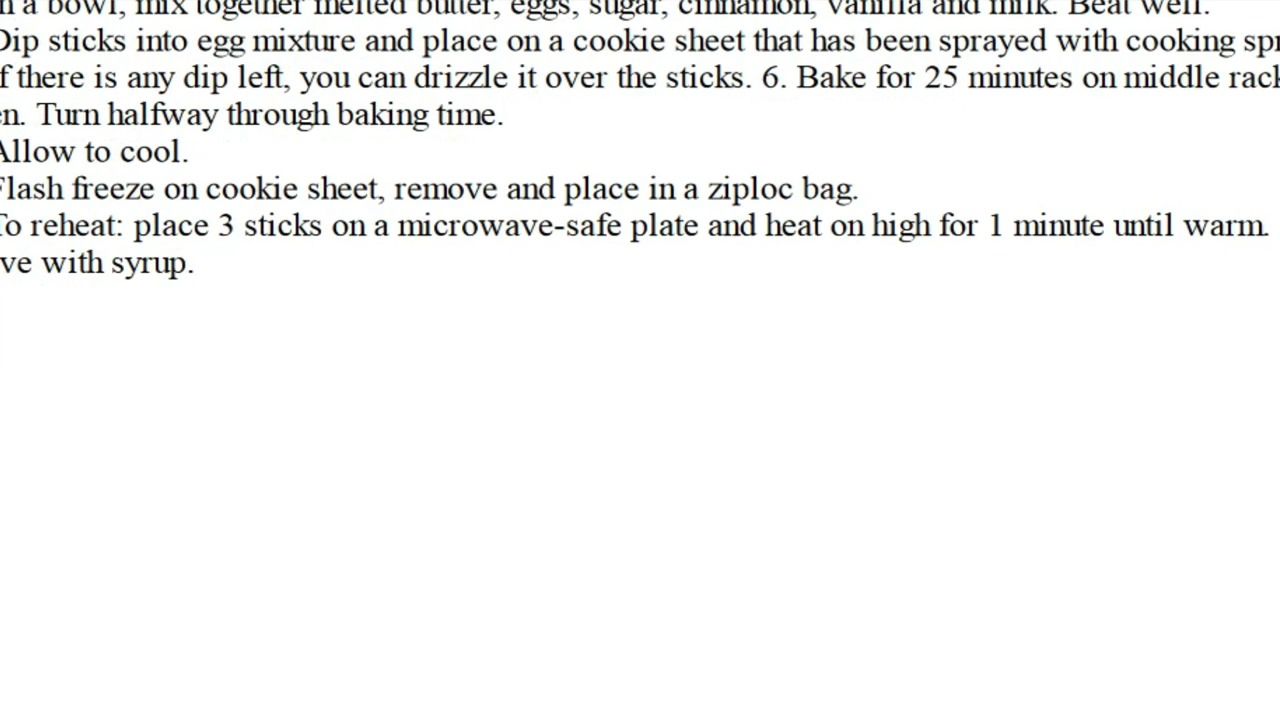 a bowl, mix together melted butter, eggs, sugar, cinnamon, vanilla and milk. Beat well.
Dip sticks into egg mixture and place on a cookie sheet that has been sprayed with cooking
there is any dip left, you can drizzle it over the sticks. 6. Bake for 25 minutes on middle rack
Turn halfway through baking time.
Allow to cool.
Flash freeze on cookie sheet, remove and place in a ziploc bag.
To reheat: place 3 sticks on a microwave-safe plate and heat on high for 1 minute until warm.
with syrup.